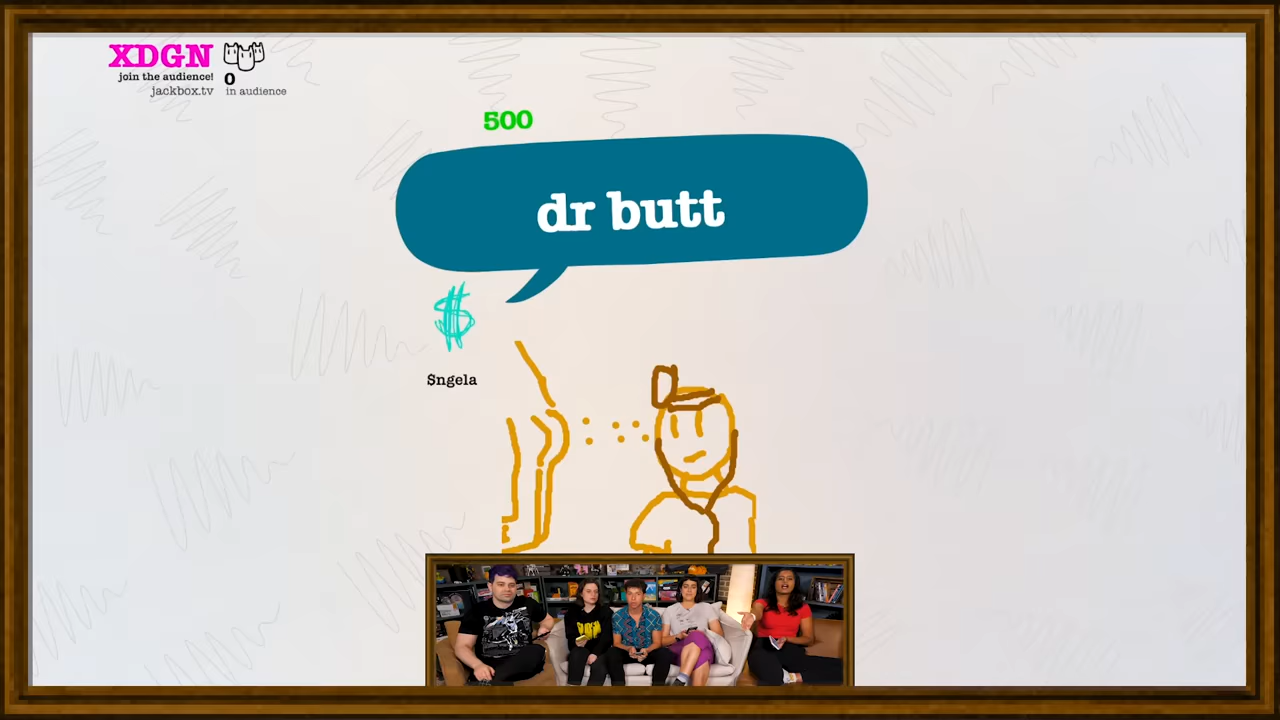 XDGN
join the audience!
jackbox.tv
0
in audience
500
dr butt
$
$ngela